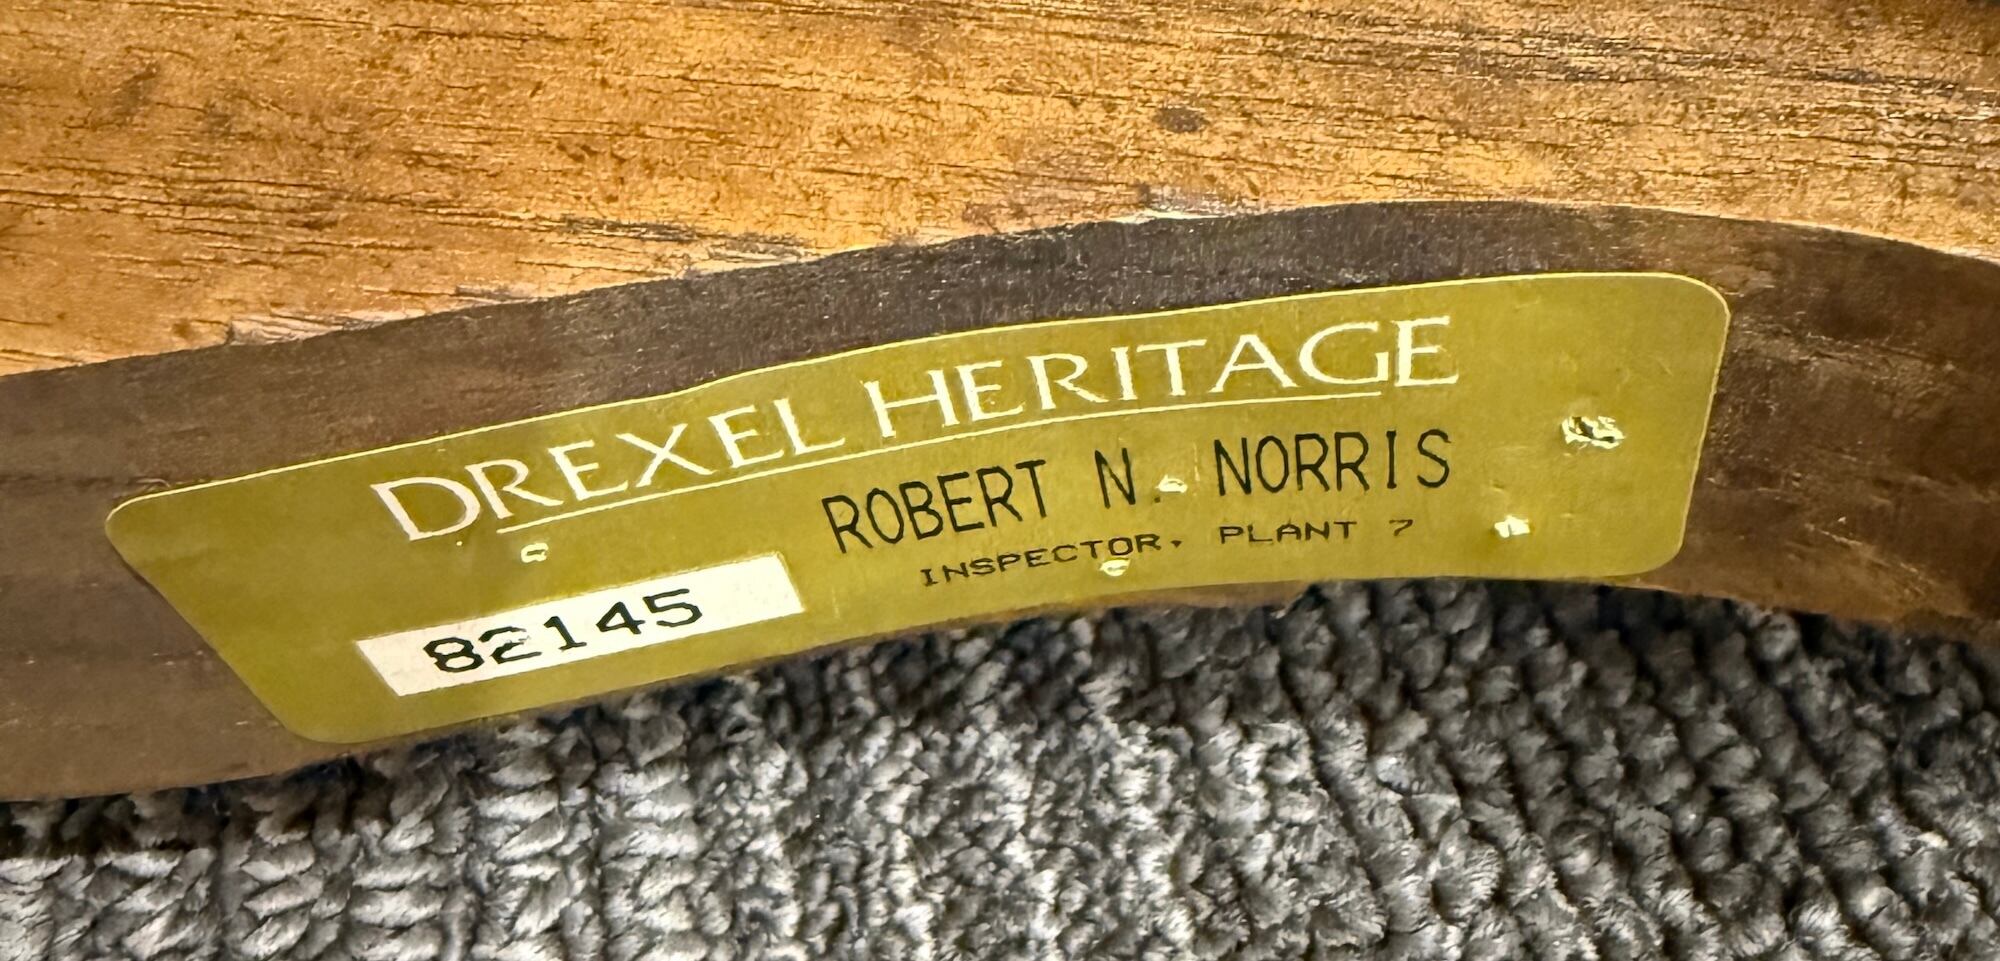 DREXEL HERITAGE
ROBERT N. NORRIS
INSPECTOR, PLANT 7
82145